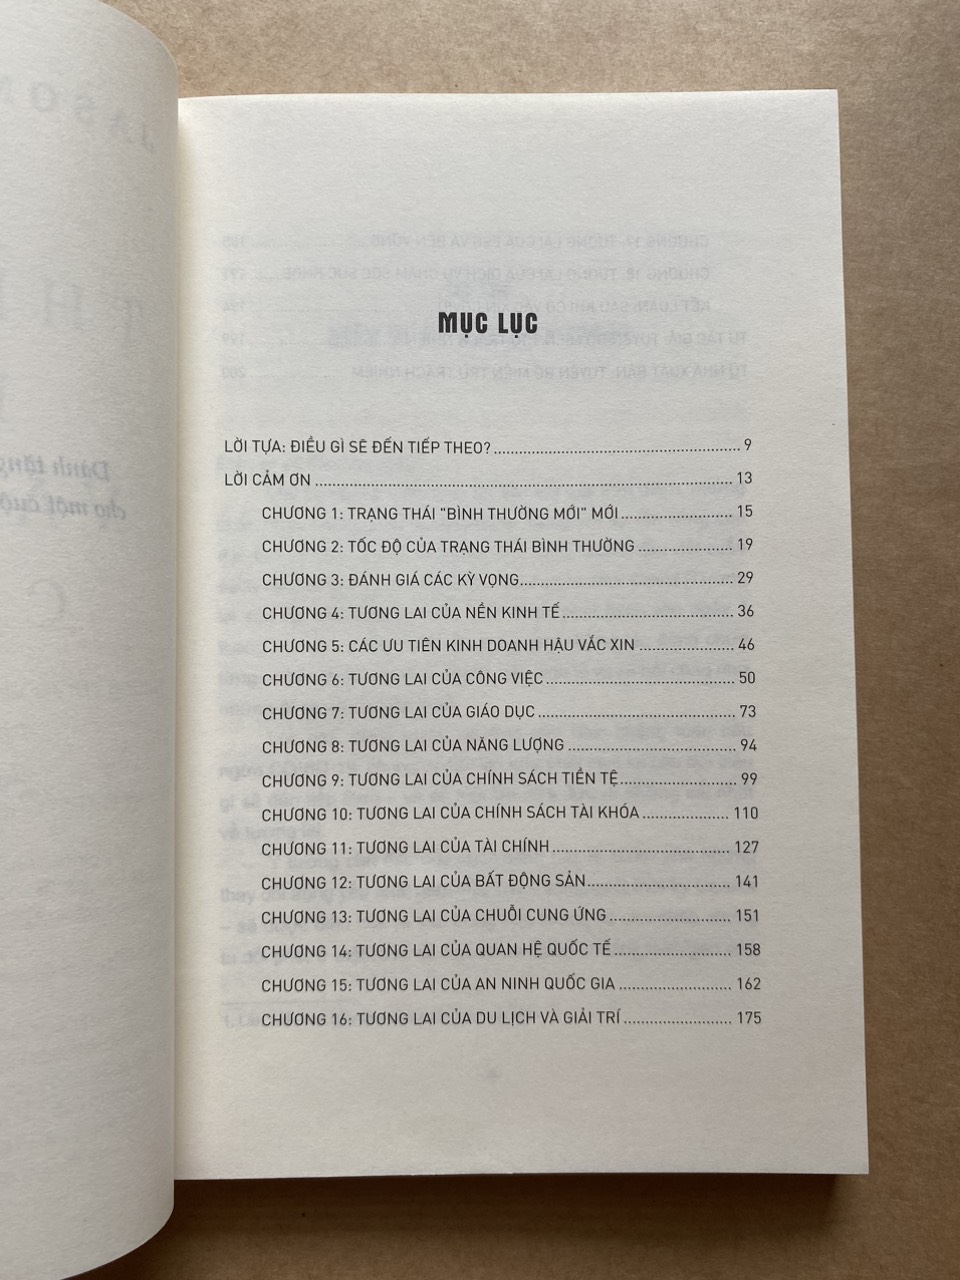 MỤC LỤC
LỜI TỰA: ĐIỀU GÌ SẼ ĐẾN TIẾP THEO? 9
LỜI CẢM ƠN 13
CHƯƠNG 1: TRẠNG THÁI "BÌNH THƯỜNG MỚI" MỚI 15
CHƯƠNG 2: TỐC ĐỘ CỦA TRẠNG THÁI BÌNH THƯỜNG 19
CHƯƠNG 3: ĐÁNH GIÁ CÁC KỲ VỌNG 29
CHƯƠNG 4: TƯƠNG LAI CỦA NỀN KINH TẾ 36
CHƯƠNG 5: CÁC ƯU TIÊN KINH DOANH HẬU VẮC XIN 46
CHƯƠNG 6: TƯƠNG LAI CỦA CÔNG VIỆC 50
CHƯƠNG 7: TƯƠNG LAI CỦA GIÁO DỤC 73
CHƯƠNG 8: TƯƠNG LAI CỦA NĂNG LƯỢNG 94
CHƯƠNG 9: TƯƠNG LAI CỦA CHÍNH SÁCH TIỀN TỆ 99
CHƯƠNG 10: TƯƠNG LAI CỦA CHÍNH SÁCH TÀI KHÓA 110
CHƯƠNG 11: TƯƠNG LAI CỦA TÀI CHÍNH 127
CHƯƠNG 12: TƯƠNG LAI CỦA BẤT ĐỘNG SẢN 141
CHƯƠNG 13: TƯƠNG LAI CỦA CHUỖI CUNG ỨNG 151
CHƯƠNG 14: TƯƠNG LAI CỦA QUAN HỆ QUỐC TẾ 158
CHƯƠNG 15: TƯƠNG LAI CỦA AN NINH QUỐC GIA 162
CHƯƠNG 16: TƯƠNG LAI CỦA DU LỊCH VÀ GIẢI TRÍ 175